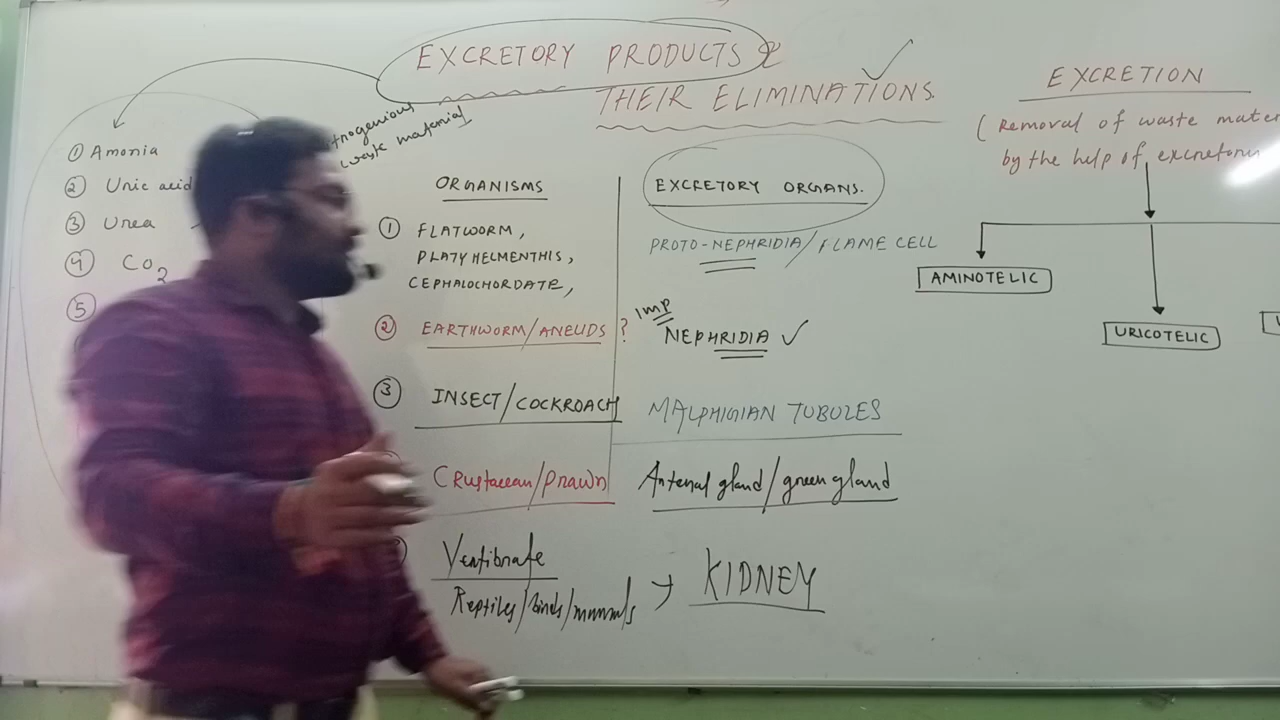 EXCRETORY PRODUCTS &
THEIR ELIMINATIONS.
trogenious
waste material
① Amonia
② Uric acid
③ Urea
④ CO2
⑤
ORGANISMS
EXCRETORY ORGANS.
① FLATWORM,
PLATYHELMENTHIS,
CEPHALOCHORDATE,
PROTO-NEPHRIDIA/FLAME CELL
② EARTHWORM/ANELIDS ?
IMP
NEPHRIDIA ✓
③ INSECT/COCKROACH
MALPHIGIAN TUBULES
Crustacean/prawn
Antenal gland/green gland
Vertibrate
Reptiles/birds/mammals → KIDNEY
EXCRETION
( Removal of waste mater
by the help of excretory
AMINOTELIC
URICOTELIC
U